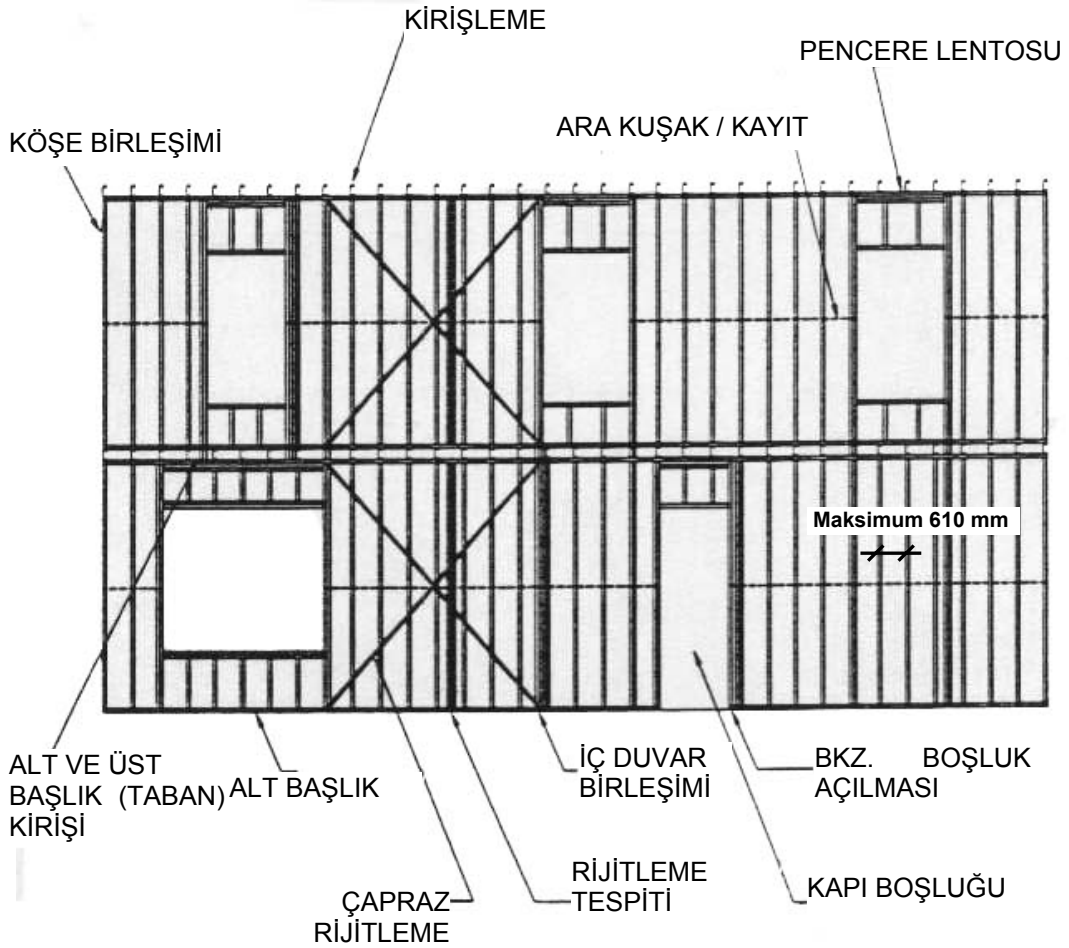 KİRİŞLEME
PENCERE LENTOSU
ARA KUŞAK / KAYIT
KÖŞE BİRLEŞİMİ
Maksimum 610 mm
ALT VE ÜST
BAŞLIK (TABAN)
KİRİŞİ
ALT BAŞLIK
İÇ DUVAR
BİRLEŞİMİ
BKZ. BOŞLUK
AÇILMASI
ÇAPRAZ
RİJİTLEME
RİJİTLEME
TESPİTİ
KAPI BOŞLUĞU